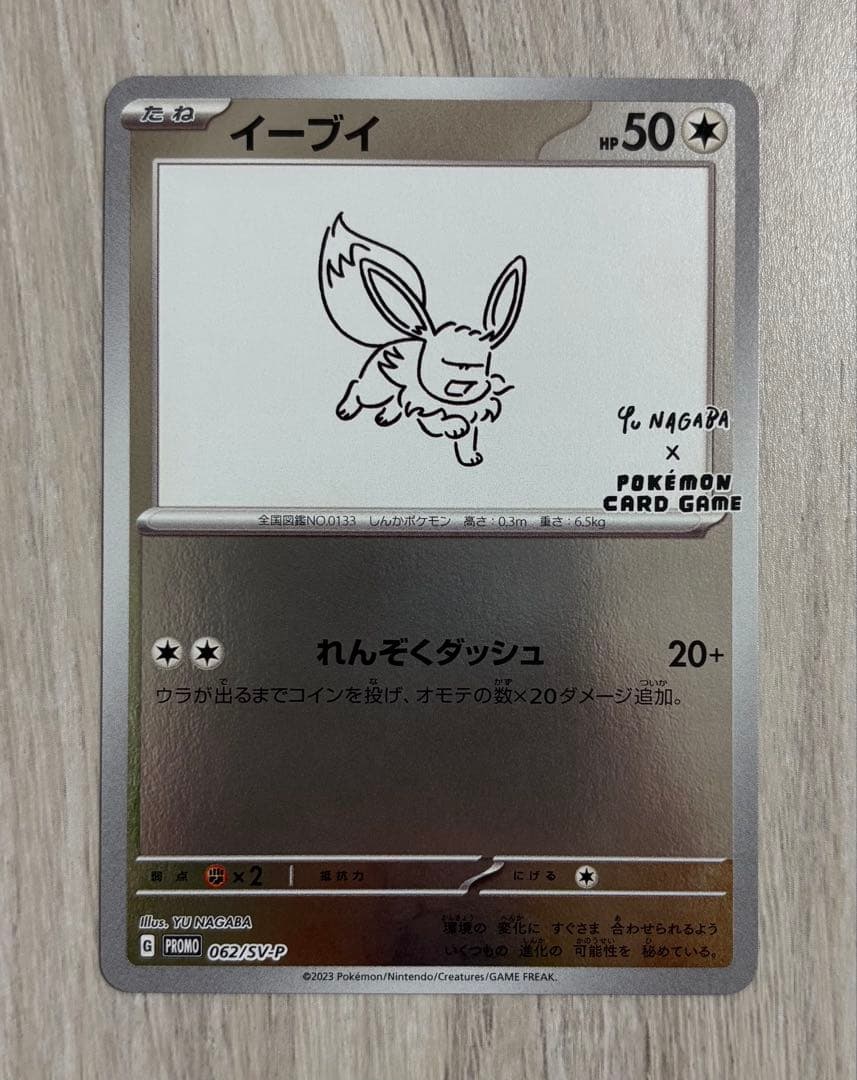 たね
イーブイ
HP50
Yu NAGABA
×
POKÉMON
CARD GAME
全国図鑑NO.0133 しんかポケモン 高さ:0.3m 重さ:6.5kg
れんぞくダッシュ 20+
ウラが出るまでコインを投げ、オモテの数×20ダメージ追加。
弱点 ×2 抵抗力 にげる
Illus. YU NAGABA
G PROMO 062/SV-P
環境の 変化に すぐさま 合わせられるよう
いくつもの 進化の 可能性を 秘めている。
©2023 Pokémon/Nintendo/Creatures/GAME FREAK.